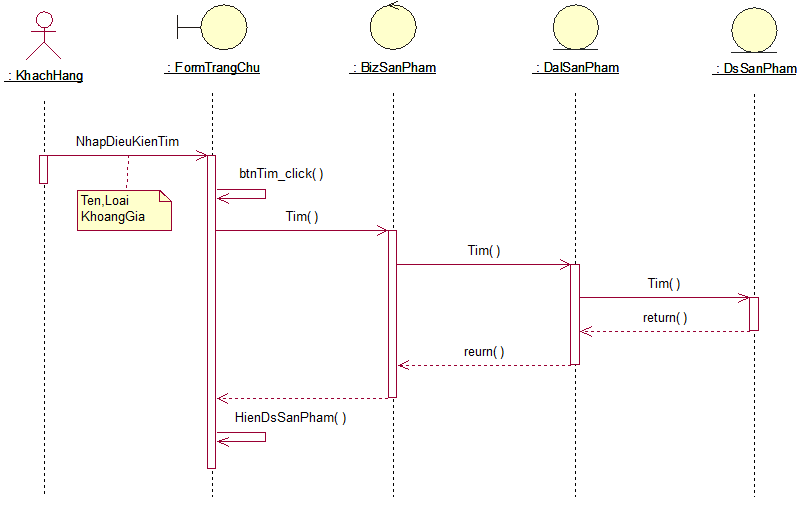 : KhachHang
: FormTrangChu
: BizSanPham
: DalSanPham
: DsSanPham
NhapDieuKienTim
btnTim_click( )
Ten,Loai
KhoangGia
Tim( )
Tim( )
Tim( )
return( )
reurn( )
HienDsSanPham( )